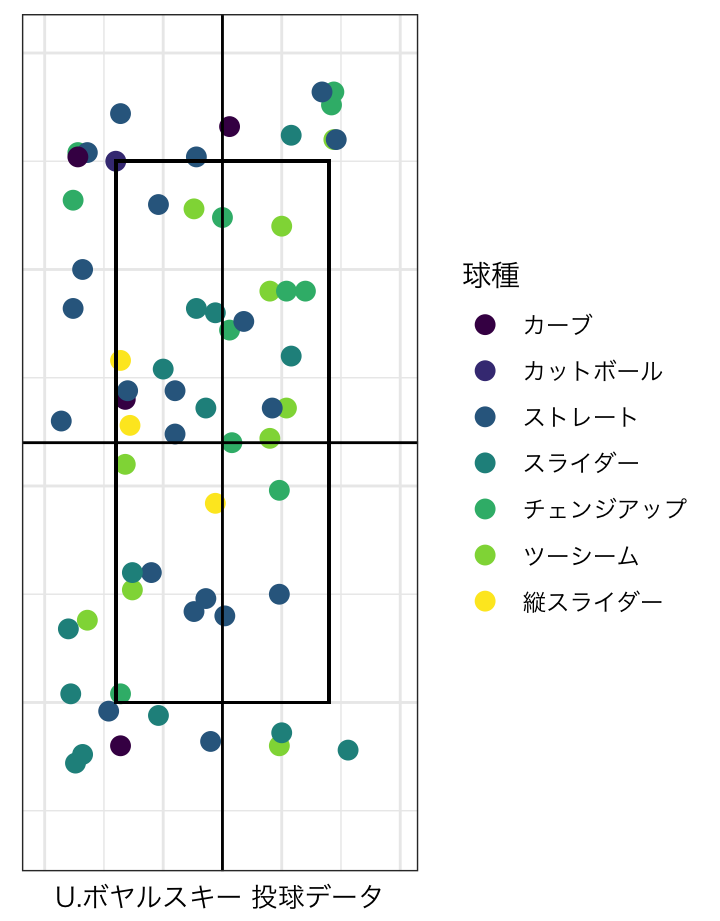 球種
カーブ
カットボール
ストレート
スライダー
チェンジアップ
ツーシーム
縦スライダー
U.ボヤルスキー 投球データ